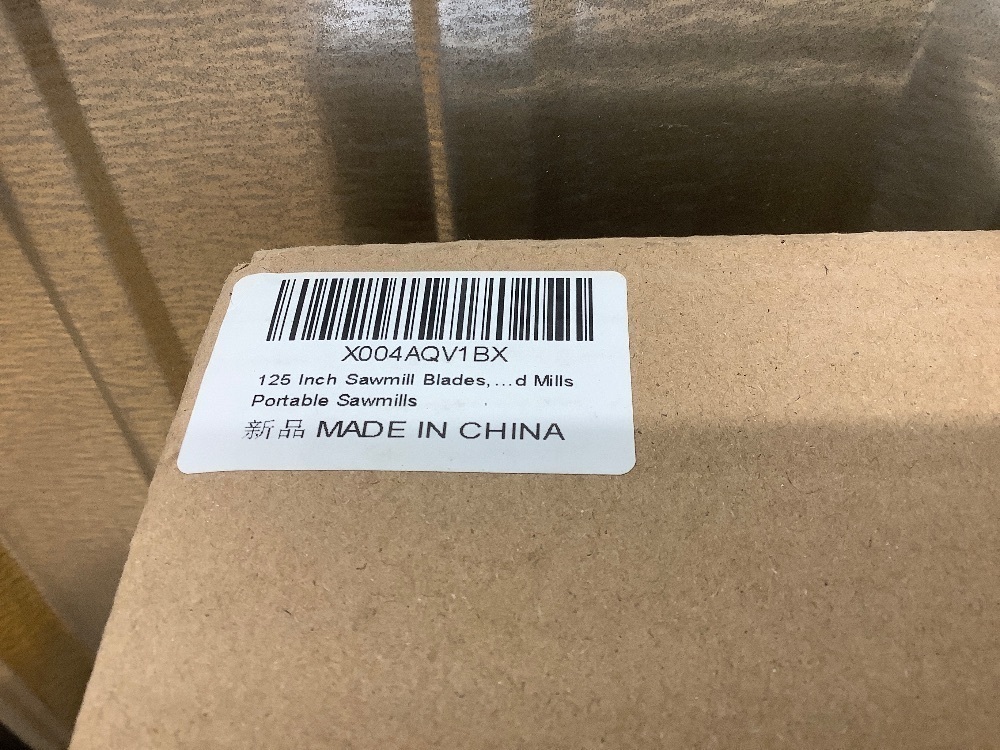 X004AQV1BX
125 Inch Sawmill Blades, ...d Mills
Portable Sawmills
新品 MADE IN CHINA